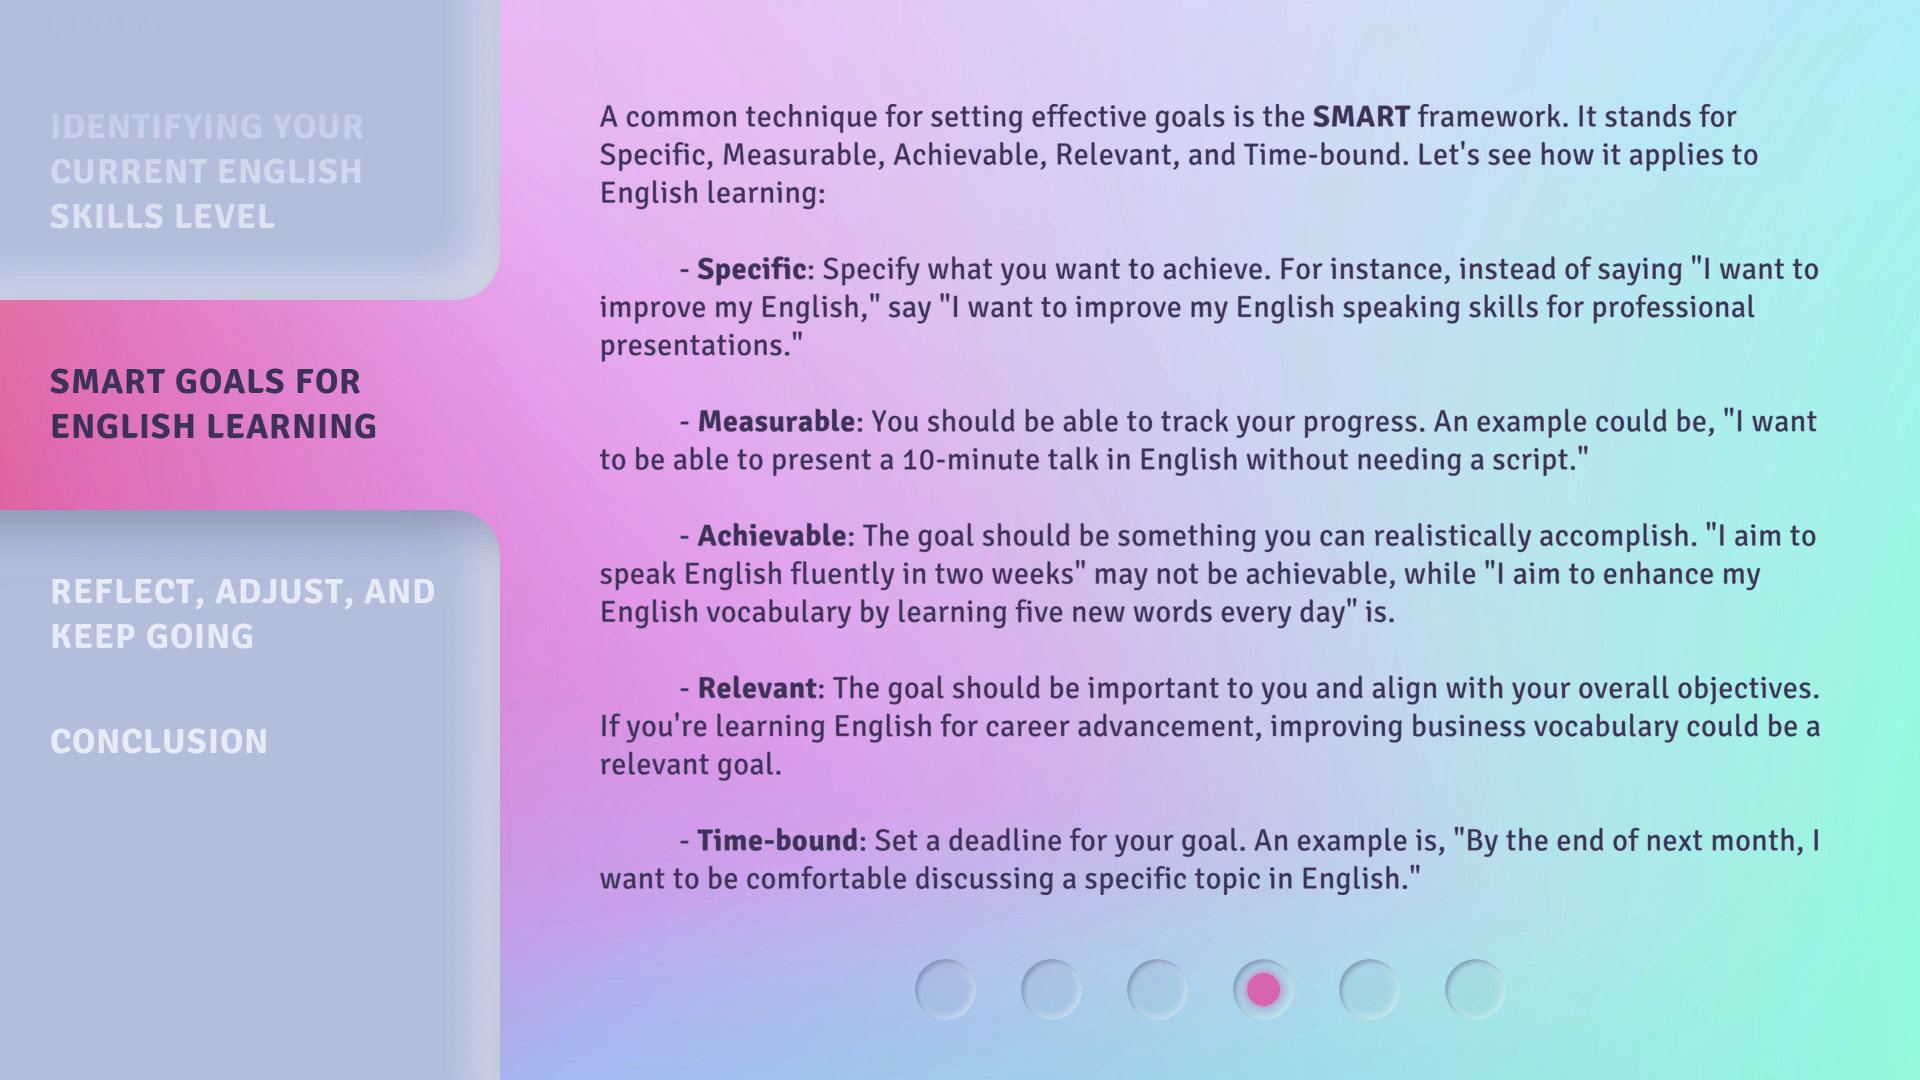 IDENTIFYING YOUR
CURRENT ENGLISH
SKILLS LEVEL
SMART GOALS FOR
ENGLISH LEARNING
REFLECT, ADJUST, AND
KEEP GOING
CONCLUSION
A common technique for setting effective goals is the SMART framework. It stands for
Specific, Measurable, Achievable, Relevant, and Time-bound. Let's see how it applies to
English learning:
- Specific: Specify what you want to achieve. For instance, instead of saying "I want to
improve my English," say "I want to improve my English speaking skills for professional
presentations."
- Measurable: You should be able to track your progress. An example could be, "I want
to be able to present a 10-minute talk in English without needing a script."
- Achievable: The goal should be something you can realistically accomplish. "I aim to
speak English fluently in two weeks" may not be achievable, while "I aim to enhance my
English vocabulary by learning five new words every day" is.
- Relevant: The goal should be important to you and align with your overall objectives.
If you're learning English for career advancement, improving business vocabulary could be a
relevant goal.
- Time-bound: Set a deadline for your goal. An example is, "By the end of next month, I
want to be comfortable discussing a specific topic in English."